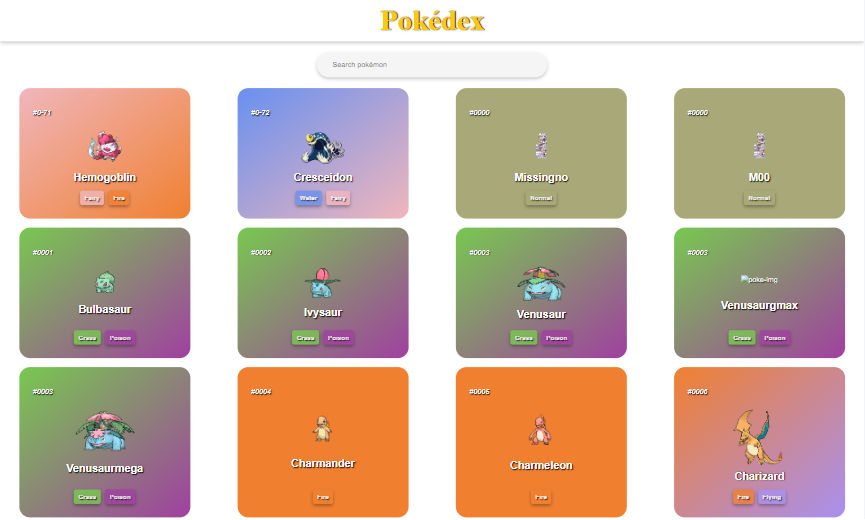 Pokédex
Search pokémon
#0-71
Hemogoblin
Fairy Fire
#0-72
Cresceidon
Water Fairy
#0000
Missingno
Normal
#0000
M00
Normal
#0001
Bulbasaur
Grass Poison
#0002
Ivysaur
Grass Poison
#0003
Venusaur
Grass Poison
#0003
poke-img
Venusaurgmax
Grass Poison
#0003
Venusaurmega
Grass Poison
#0004
Charmander
Fire
#0005
Charmeleon
Fire
#0006
Charizard
Fire Flying